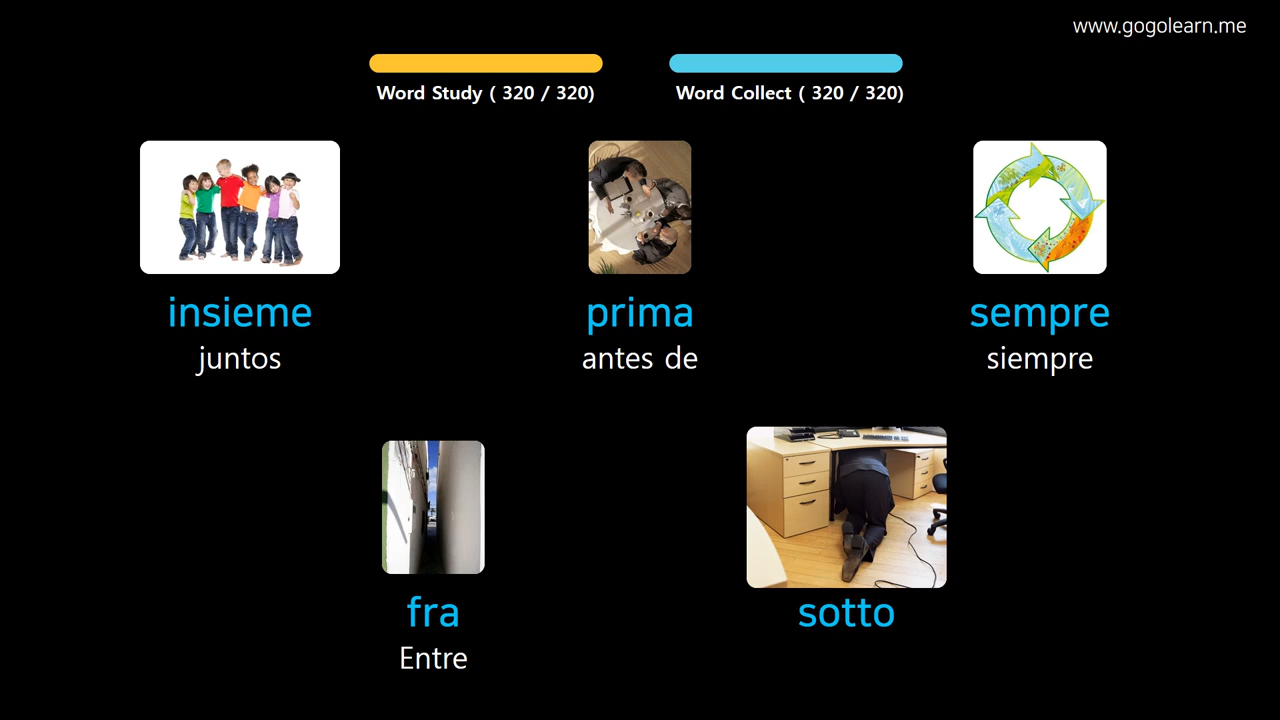 www.gogolearn.me
Word Study ( 320 / 320)
Word Collect ( 320 / 320)
insieme
juntos
prima
antes de
sempre
siempre
fra
Entre
sotto